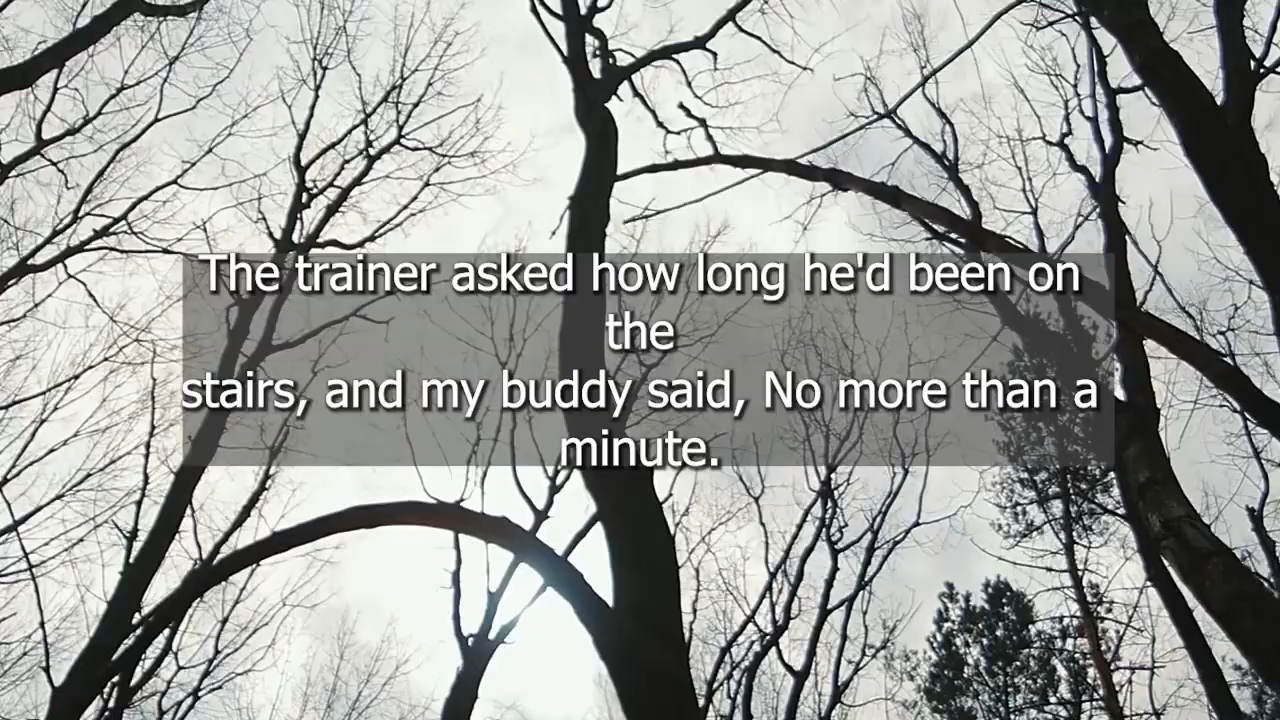 The trainer asked how long he'd been on
the
stairs, and my buddy said, No more than a
minute.